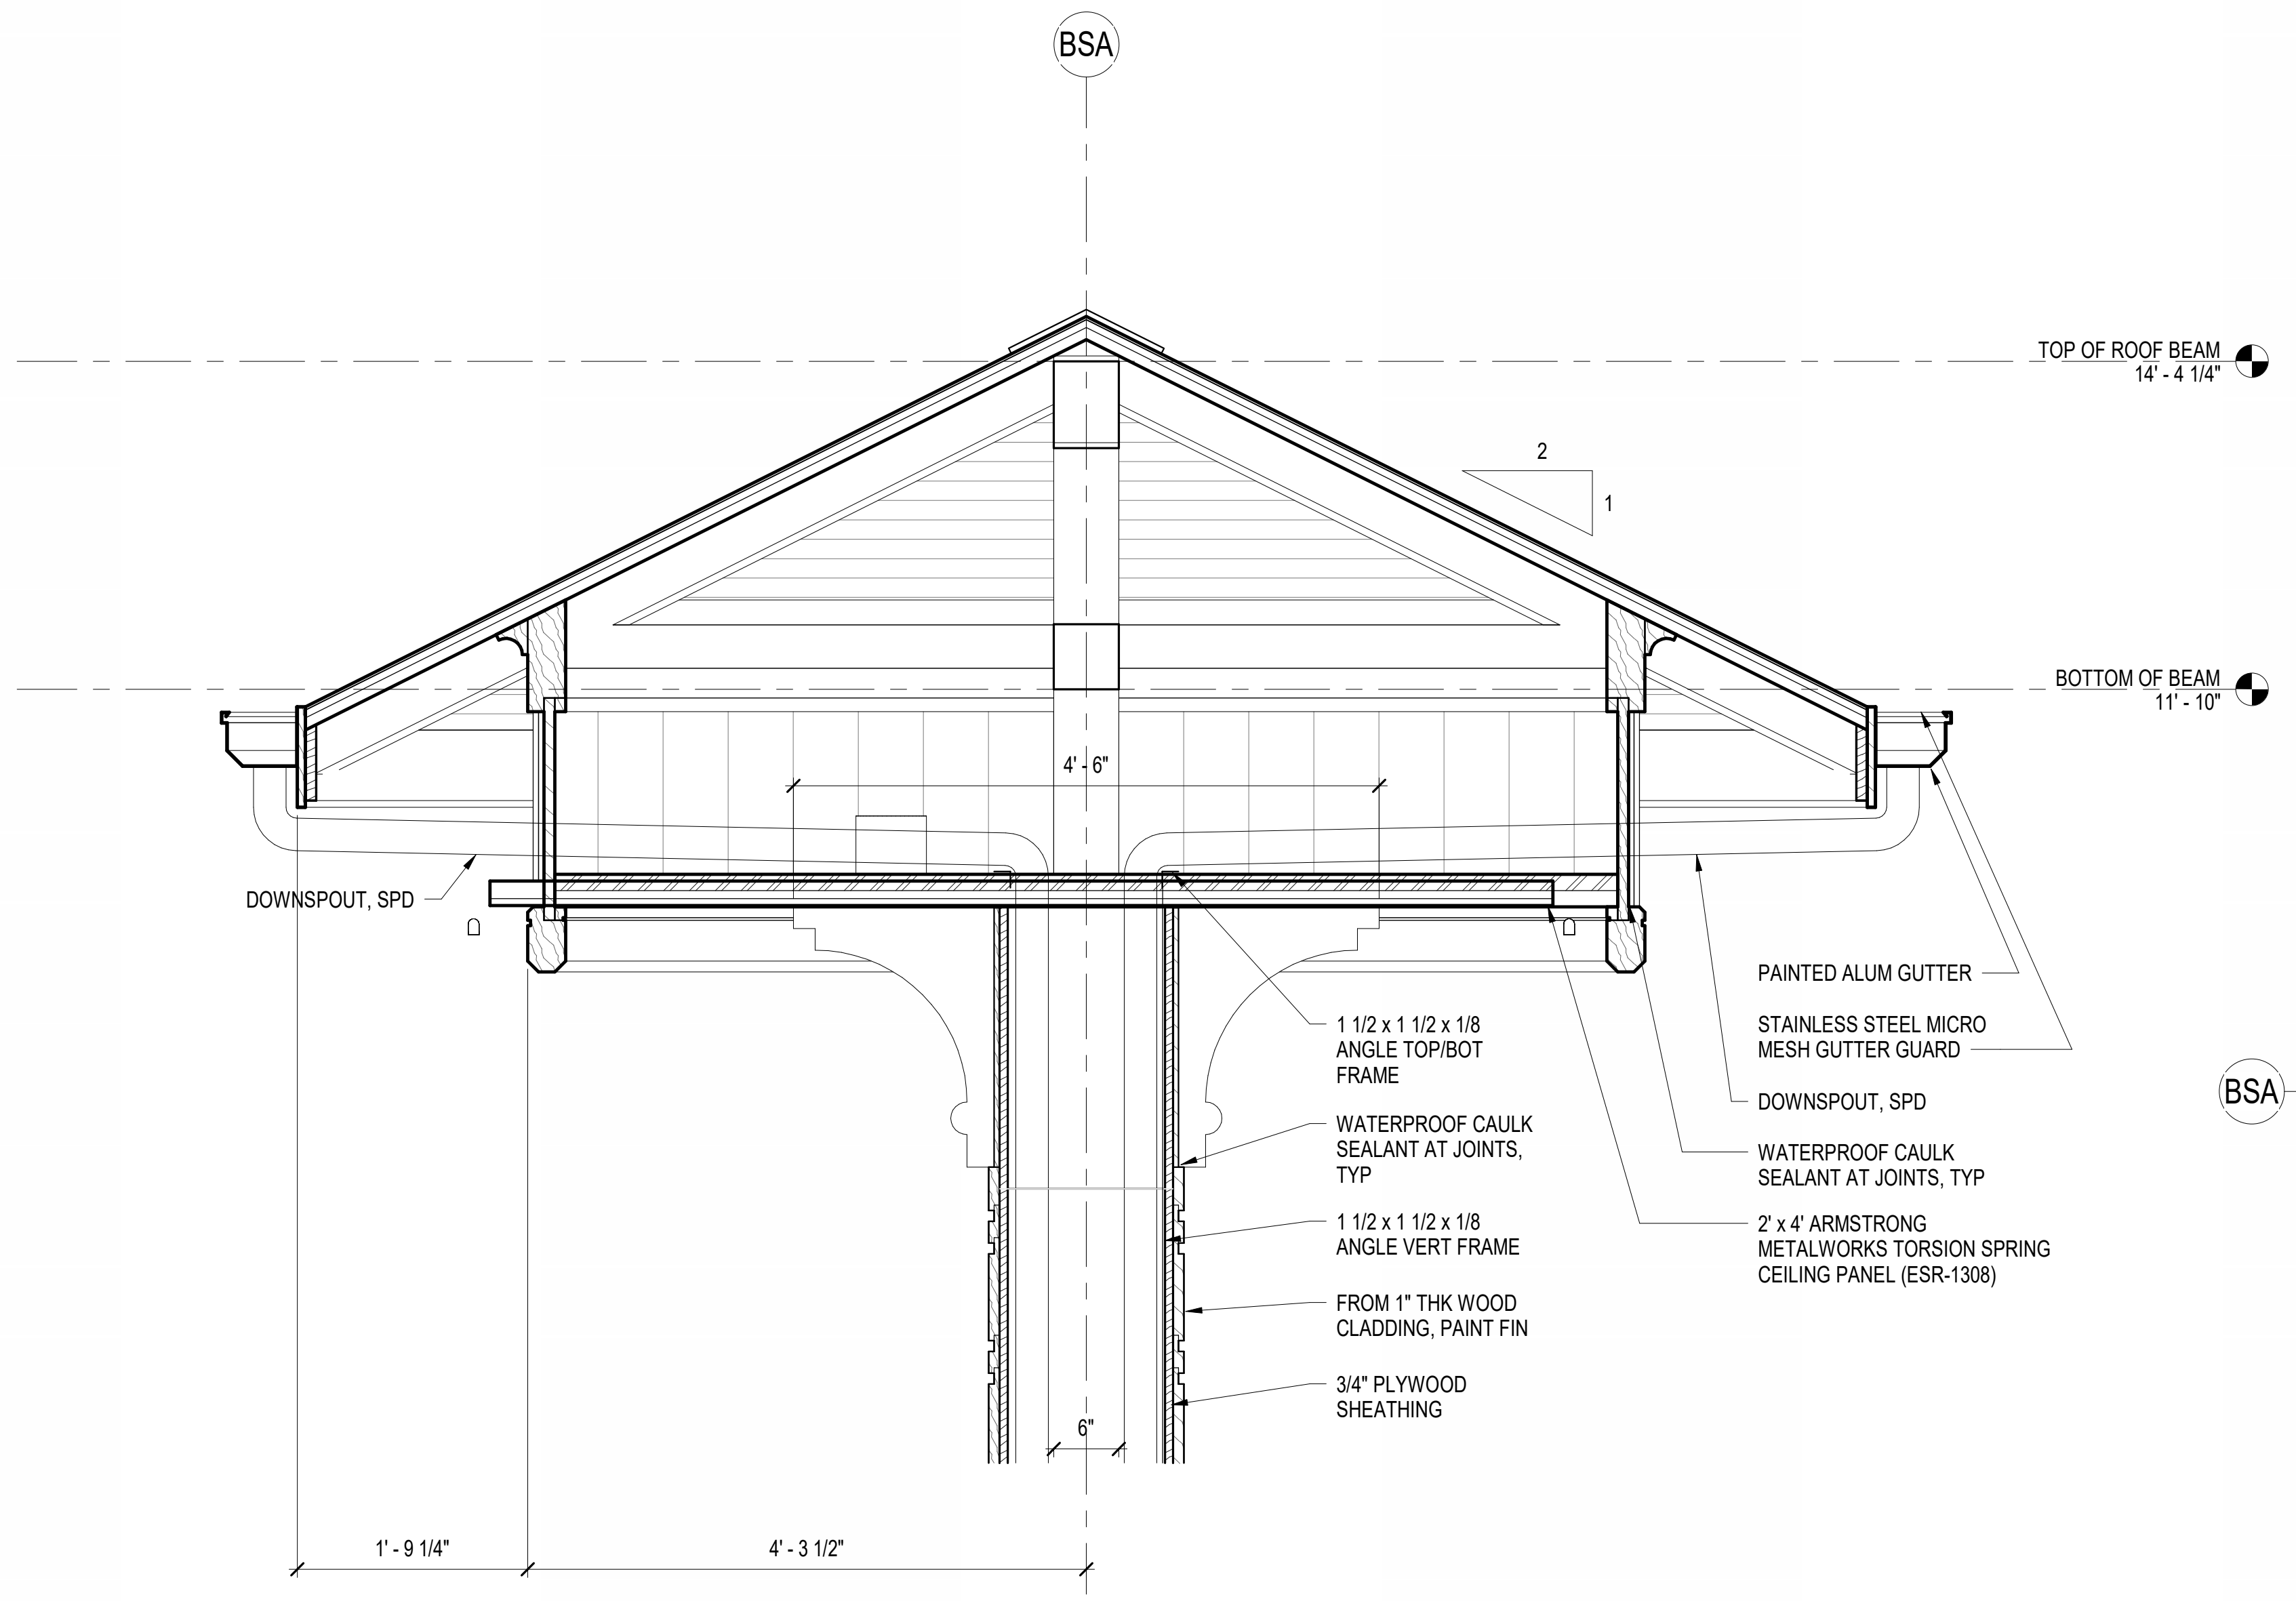 BSA
TOP OF ROOF BEAM
14' - 4 1/4"
2
1
BOTTOM OF BEAM
11' - 10"
4' - 6"
DOWNSPOUT, SPD
PAINTED ALUM GUTTER
STAINLESS STEEL MICRO
MESH GUTTER GUARD
DOWNSPOUT, SPD
WATERPROOF CAULK
SEALANT AT JOINTS, TYP
2' x 4' ARMSTRONG
METALWORKS TORSION SPRING
CEILING PANEL (ESR-1308)
BSA
1 1/2 x 1 1/2 x 1/8
ANGLE TOP/BOT
FRAME
WATERPROOF CAULK
SEALANT AT JOINTS,
TYP
1 1/2 x 1 1/2 x 1/8
ANGLE VERT FRAME
FROM 1" THK WOOD
CLADDING, PAINT FIN
3/4" PLYWOOD
SHEATHING
6"
1' - 9 1/4"
4' - 3 1/2"